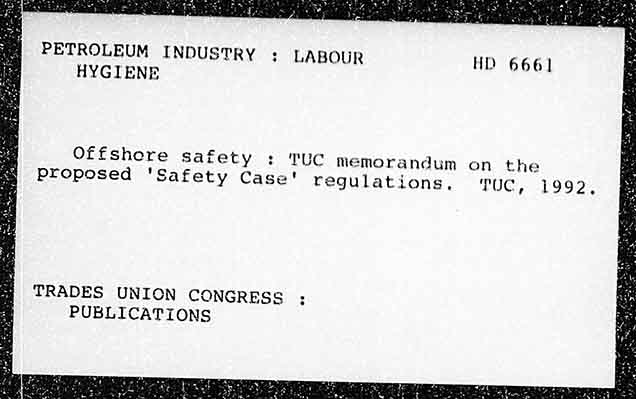 PETROLEUM INDUSTRY : LABOUR HD 6661
HYGIENE
Offshore safety : TUC memorandum on the
proposed 'Safety Case' regulations. TUC, 1992.
TRADES UNION CONGRESS :
PUBLICATIONS